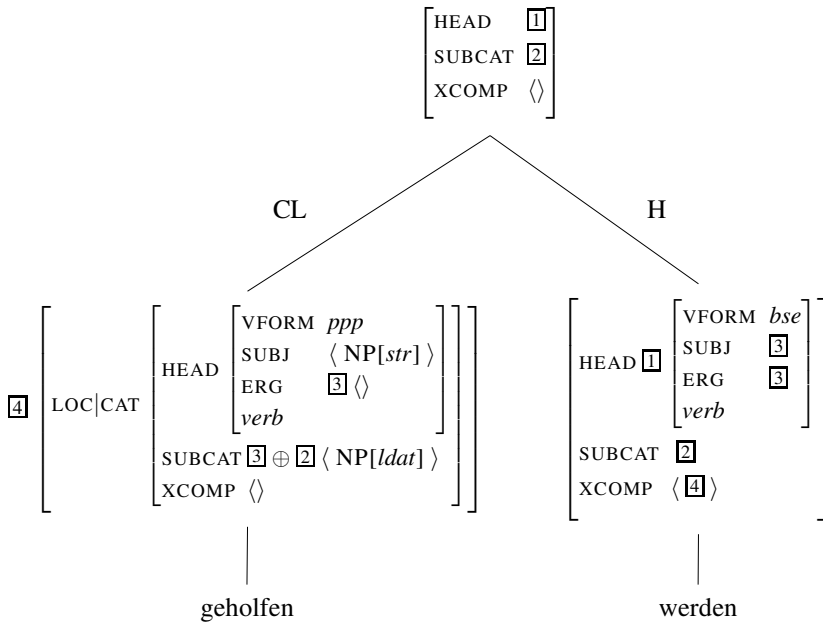 HEAD 1
SUBCAT 2
XCOMP ⟨⟩
CL
H
4 LOC|CAT HEAD VFORM ppp
SUBJ ⟨ NP[str] ⟩
ERG 3 ⟨⟩
verb
SUBCAT 3 ⊕ 2 ⟨ NP[ldat] ⟩
XCOMP ⟨⟩
HEAD 1 VFORM bse
SUBJ 3
ERG 3
verb
SUBCAT 2
XCOMP ⟨ 4 ⟩
geholfen
werden